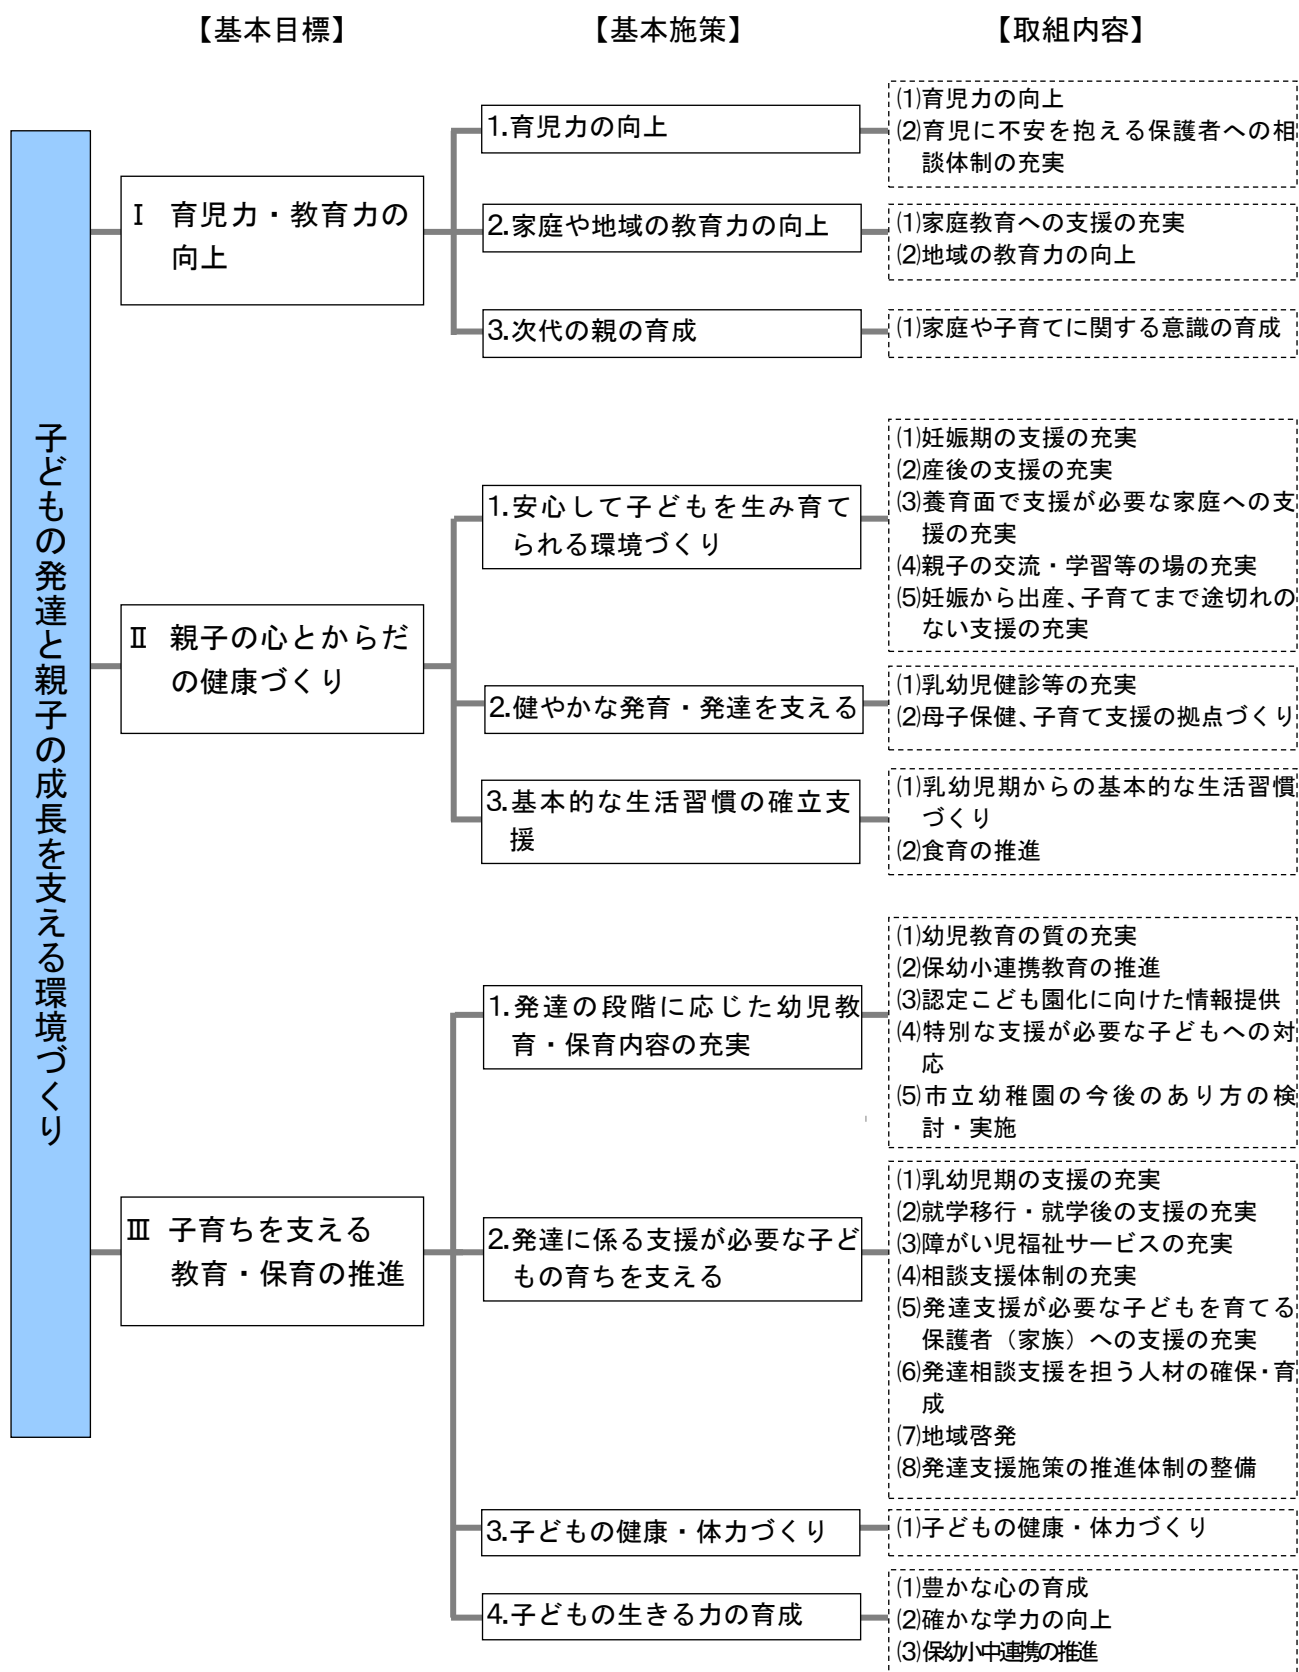 【基本目標】
【基本施策】
【取組内容】
子どもの発達と親子の成長を支える環境づくり
Ⅰ 育児力・教育力の
向上
1.育児力の向上
⑴育児力の向上
⑵育児に不安を抱える保護者への相
談体制の充実
2.家庭や地域の教育力の向上
⑴家庭教育への支援の充実
⑵地域の教育力の向上
3.次代の親の育成
⑴家庭や子育てに関する意識の育成
Ⅱ 親子の心とからだ
の健康づくり
1.安心して子どもを生み育て
られる環境づくり
⑴妊娠期の支援の充実
⑵産後の支援の充実
⑶養育面で支援が必要な家庭への支
援の充実
⑷親子の交流・学習等の場の充実
⑸妊娠から出産、子育てまで途切れの
ない支援の充実
2.健やかな発育・発達を支える
⑴乳幼児健診等の充実
⑵母子保健、子育て支援の拠点づくり
3.基本的な生活習慣の確立支
援
⑴乳幼児期からの基本的な生活習慣
づくり
⑵食育の推進
Ⅲ 子育ちを支える
教育・保育の推進
1.発達の段階に応じた幼児教
育・保育内容の充実
⑴幼児教育の質の充実
⑵保幼小連携教育の推進
⑶認定こども園化に向けた情報提供
⑷特別な支援が必要な子どもへの対
応
⑸市立幼稚園の今後のあり方の検
討・実施
2.発達に係る支援が必要な子ど
もの育ちを支える
⑴乳幼児期の支援の充実
⑵就学移行・就学後の支援の充実
⑶障がい児福祉サービスの充実
⑷相談支援体制の充実
⑸発達支援が必要な子どもを育てる
保護者（家族）への支援の充実
⑹発達相談支援を担う人材の確保・育
成
⑺地域啓発
⑻発達支援施策の推進体制の整備
3.子どもの健康・体力づくり
⑴子どもの健康・体力づくり
4.子どもの生きる力の育成
⑴豊かな心の育成
⑵確かな学力の向上
⑶保幼小中連携の推進